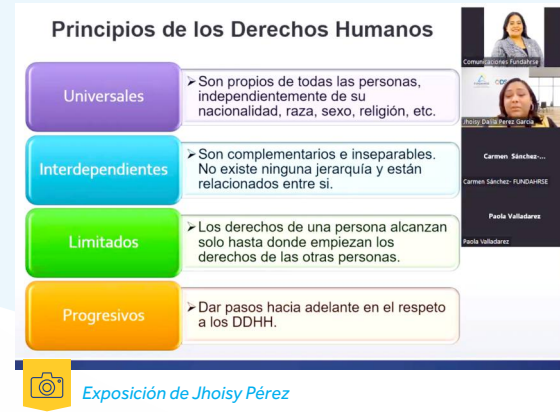 Principios de los Derechos Humanos
Universales
➢Son propios de todas las personas,
independientemente de su
nacionalidad, raza, sexo, religión, etc.
Interdependientes
➢Son complementarios e inseparables.
No existe ninguna jerarquía y están
relacionados entre si.
Limitados
➢Los derechos de una persona alcanzan
solo hasta donde empiezan los
derechos de las otras personas.
Progresivos
➢Dar pasos hacia adelante en el respeto
a los DDHH.
Comunicaciones Fundahrse
Jhoisy Dalila Perez Garcia
Carmen Sánchez-...
Carmen Sánchez- FUNDAHRSE
Paola Valladarez
Paola Valladarez
Exposición de Jhoisy Pérez